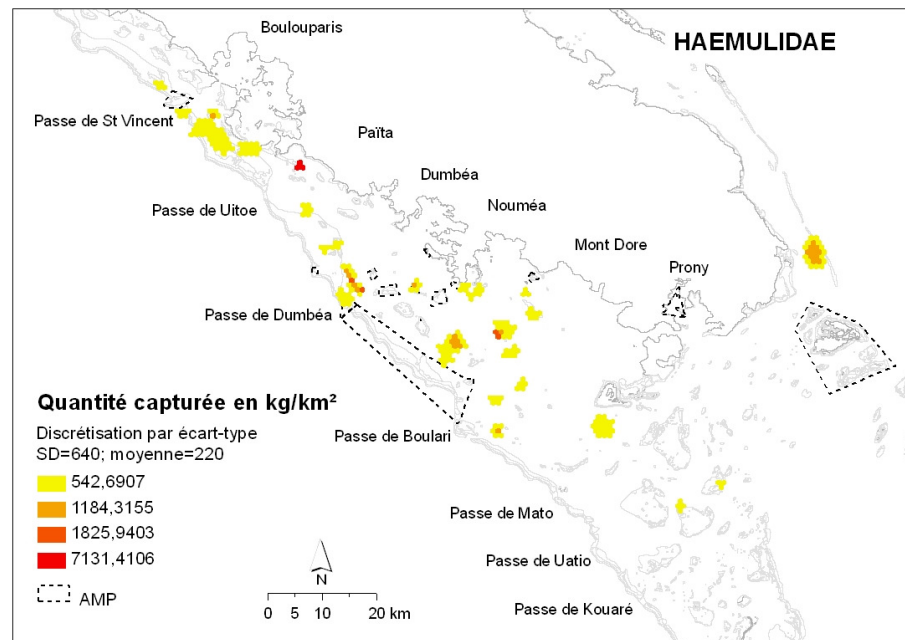 HAEMULIDAE
Boulouparis
Passe de St Vincent
Païta
Dumbéa
Passe de Uitoe
Nouméa
Mont Dore
Prony
Passe de Dumbéa
Quantité capturée en kg/km²
Discrétisation par écart-type
SD=640; moyenne=220
542,6907
1184,3155
1825,9403
7131,4106
AMP
Passe de Boulari
Passe de Mato
Passe de Uatio
Passe de Kouaré
N
0 5 10 20 km